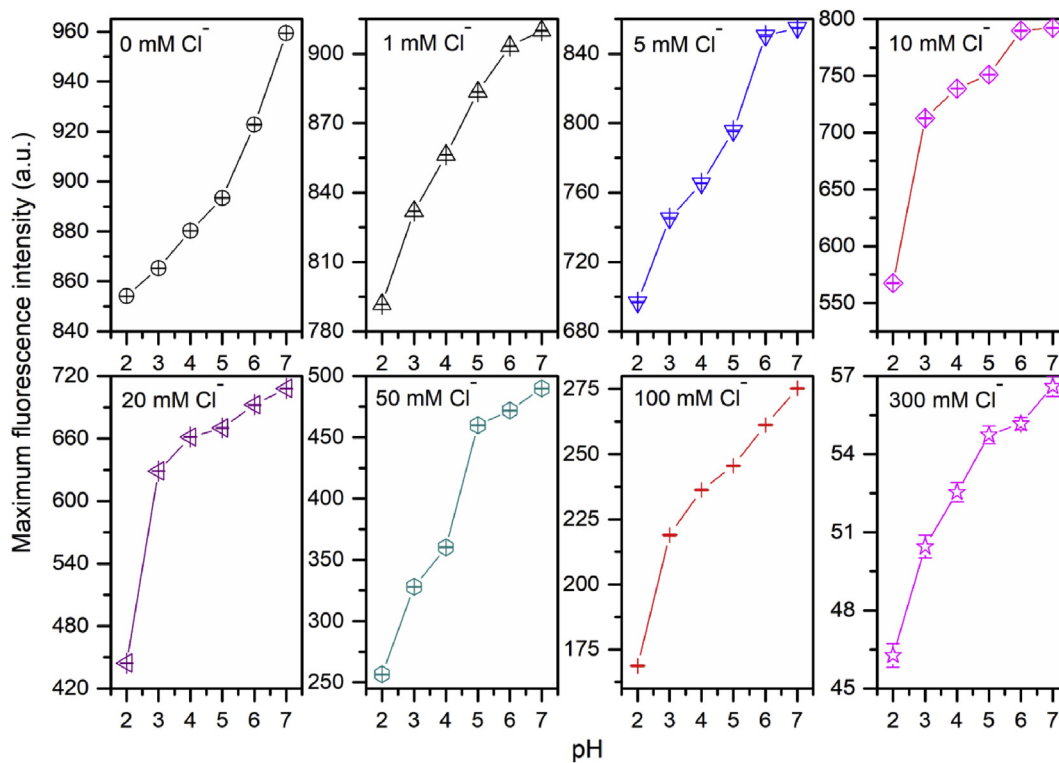 Maximum fluorescence intensity (a.u.)
0 mM Cl⁻
960
940
920
900
880
860
840
2 3 4 5 6 7
1 mM Cl⁻
900
870
840
810
780
2 3 4 5 6 7
5 mM Cl⁻
840
800
760
720
680
2 3 4 5 6 7
10 mM Cl⁻
800
750
700
650
600
550
2 3 4 5 6 7
20 mM Cl⁻
720
660
600
540
450
420
2 3 4 5 6 7
50 mM Cl⁻
500
450
400
350
300
250
2 3 4 5 6 7
100 mM Cl⁻
275
250
225
200
175
2 3 4 5 6 7
300 mM Cl⁻
57
54
51
46
45
2 3 4 5 6 7
pH